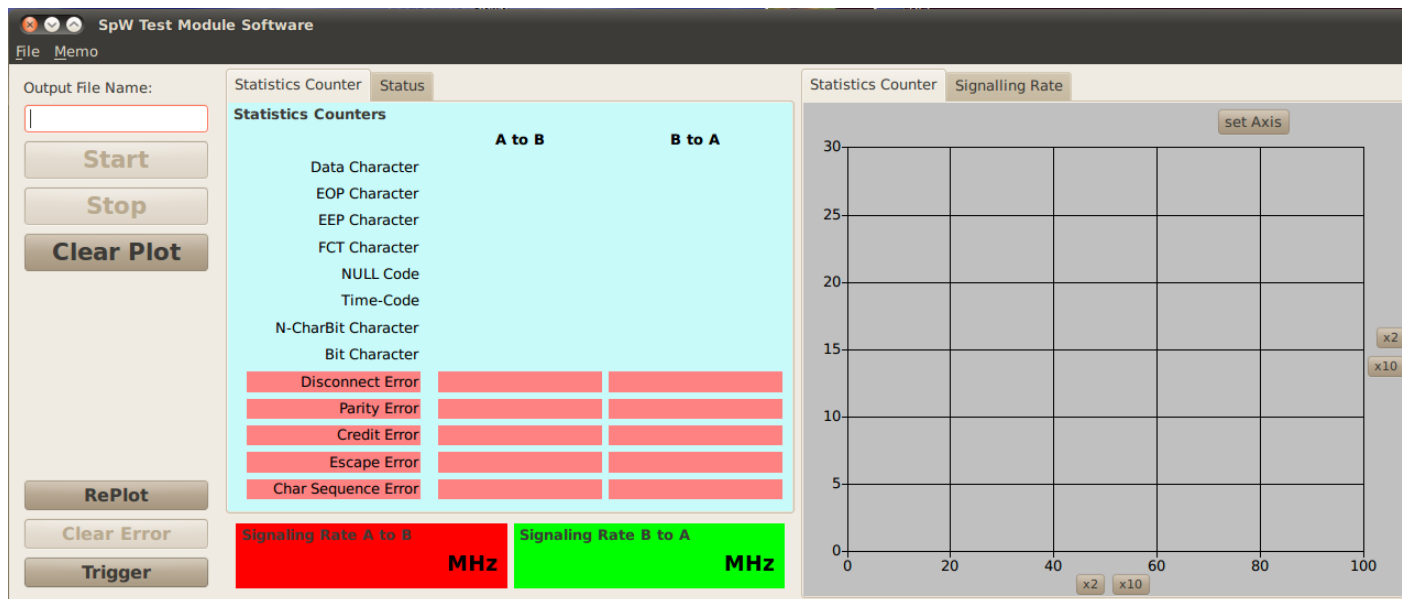 SpW Test Module Software
File Memo
Output File Name:
Start
Stop
Clear Plot
RePlot
Clear Error
Trigger
Statistics Counter Status
Statistics Counters
A to B B to A
Data Character
EOP Character
EEP Character
FCT Character
NULL Code
Time-Code
N-CharBit Character
Bit Character
Disconnect Error
Parity Error
Credit Error
Escape Error
Char Sequence Error
Signaling Rate A to B
MHz
Signaling Rate B to A
MHz
Statistics Counter Signalling Rate
set Axis
30
25
20
15
10
5
0
0 20 40 60 80 100
x2
x10
x2 x10